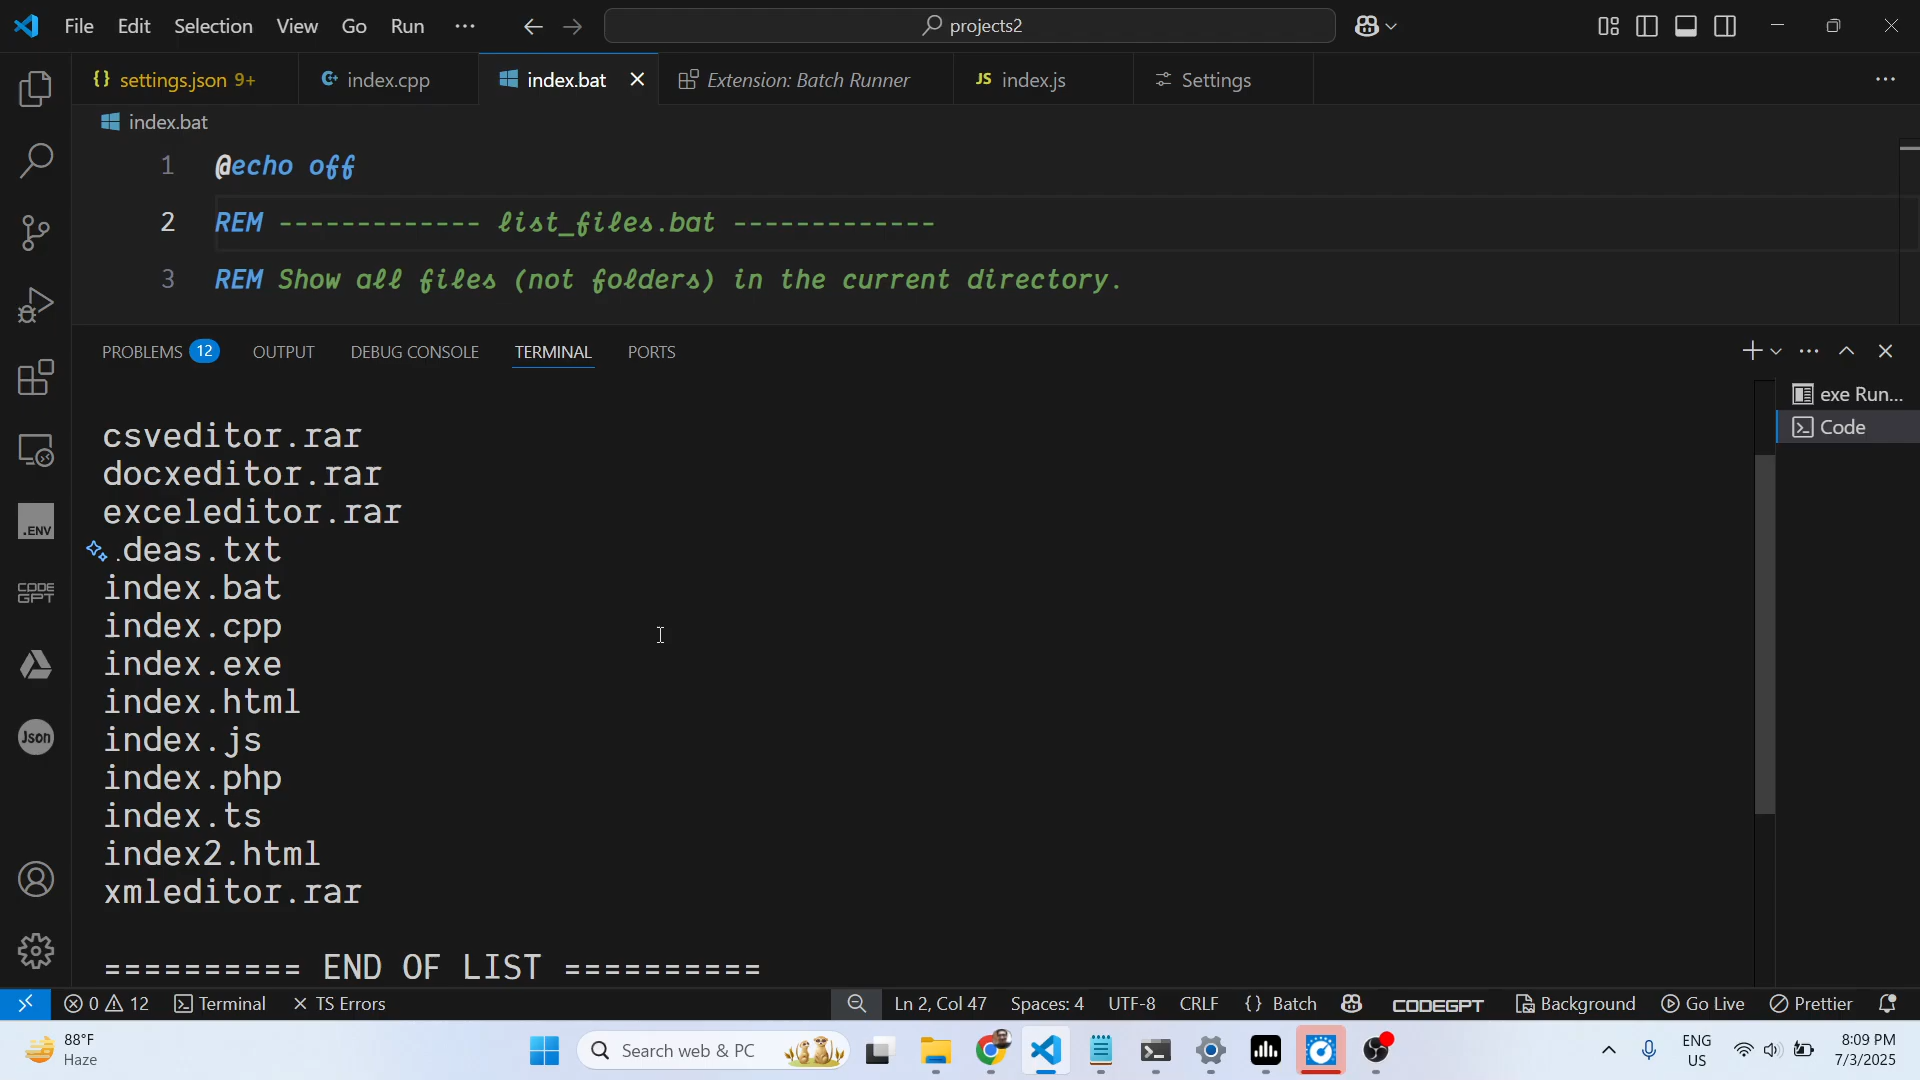 File Edit Selection View Go Run ... projects2
{} settings.json 9+ index.cpp index.bat Extension: Batch Runner JS index.js Settings
index.bat
1 @echo off
2 REM ------------- list_files.bat -------------
3 REM Show all files (not folders) in the current directory.
PROBLEMS 12 OUTPUT DEBUG CONSOLE TERMINAL PORTS
exe Run...
Code
csveditor.rar
docxeditor.rar
exceleditor.rar
.deas.txt
index.bat
index.cpp
index.exe
index.html
index.js
index.php
index.ts
index2.html
xmleditor.rar
========== END OF LIST ==========
.ENV
CODE
GPT
Json
0 12 Terminal TS Errors Ln 2, Col 47 Spaces: 4 UTF-8 CRLF {} Batch CODEGPT Background Go Live Prettier
88°F
Haze
Search web & PC
ENG
US
8:09 PM
7/3/2025